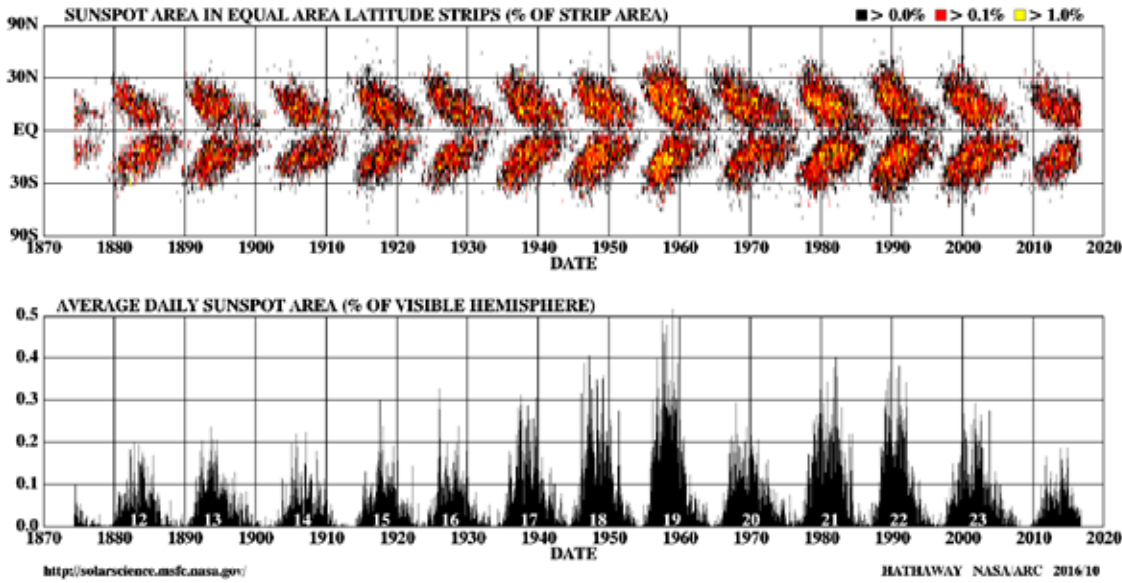 SUNSPOT AREA IN EQUAL AREA LATITUDE STRIPS (% OF STRIP AREA)
> 0.0% > 0.1% > 1.0%
90N
30N
EQ
30S
90S
1870 1880 1890 1900 1910 1920 1930 1940 1950 1960 1970 1980 1990 2000 2010 2020
DATE
AVERAGE DAILY SUNSPOT AREA (% OF VISIBLE HEMISPHERE)
0.5
0.4
0.3
0.2
0.1
0.0
12 13 14 15 16 17 18 19 20 21 22 23
1870 1880 1890 1900 1910 1920 1930 1940 1950 1960 1970 1980 1990 2000 2010 2020
DATE
http://solarscience.msfc.nasa.gov/
HATHAWAY NASA/ARC 2016/10